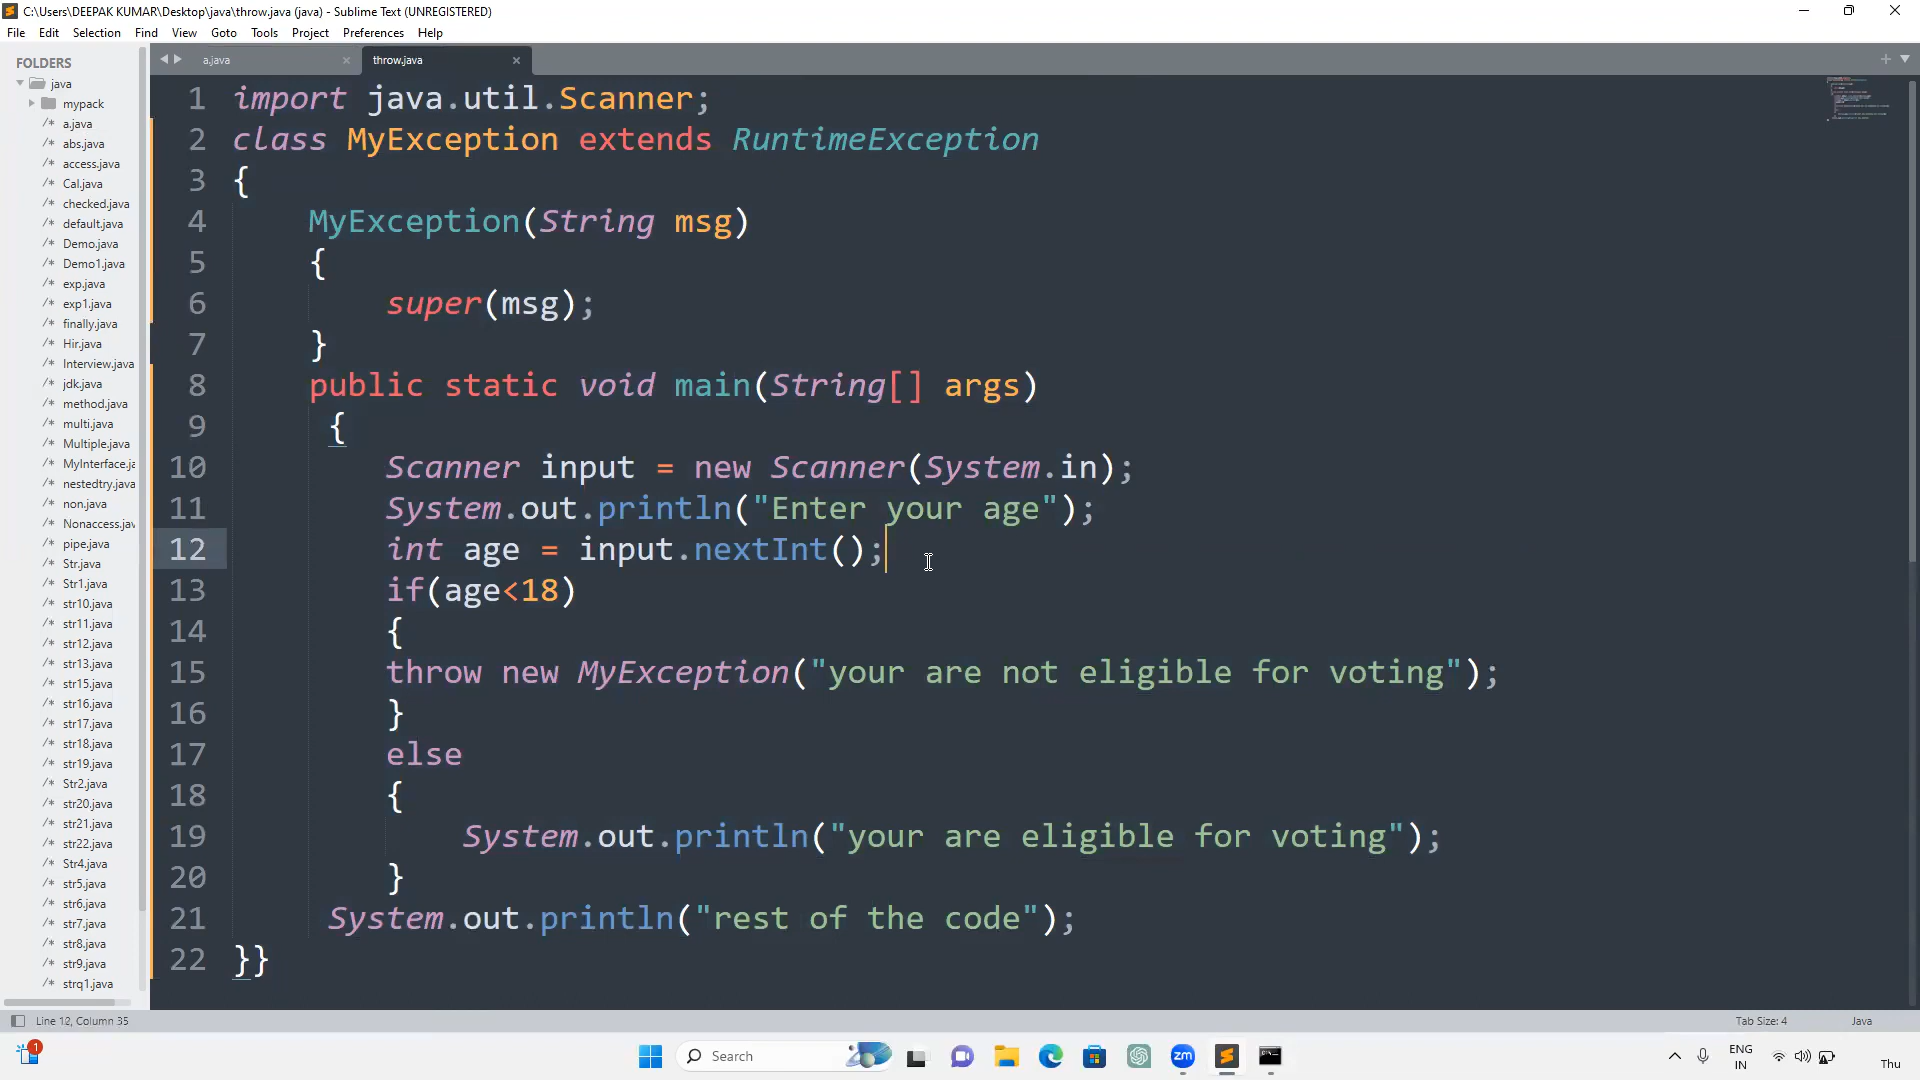 C:\Users\DEEPAK KUMAR\Desktop\java\throw.java (java) - Sublime Text (UNREGISTERED)
File Edit Selection Find View Goto Tools Project Preferences Help
FOLDERS
java
mypack
a.java
abs.java
access.java
Cal.java
checked.java
default.java
Demo.java
Demo1.java
exp.java
exp1.java
finally.java
Hir.java
Interview.java
jdk.java
method.java
multi.java
Multiple.java
MyInterface.ja
nestedtry.java
non.java
Nonaccess.jav
pipe.java
Str.java
Str1.java
str10.java
str11.java
str12.java
str13.java
str15.java
str16.java
str17.java
str18.java
str19.java
Str2.java
str20.java
str21.java
str22.java
Str4.java
str5.java
str6.java
str7.java
str8.java
str9.java
strq1.java
a.java throw.java
1 import java.util.Scanner;
2 class MyException extends RuntimeException
3 {
4 MyException(String msg)
5 {
6 super(msg);
7 }
8 public static void main(String[] args)
9 {
10 Scanner input = new Scanner(System.in);
11 System.out.println("Enter your age");
12 int age = input.nextInt();
13 if(age<18)
14 {
15 throw new MyException("your are not eligible for voting");
16 }
17 else
18 {
19 System.out.println("your are eligible for voting");
20 }
21 System.out.println("rest of the code");
22 }}
Line 12, Column 35 Tab Size: 4 Java
1 Search zm ENG
IN Thu